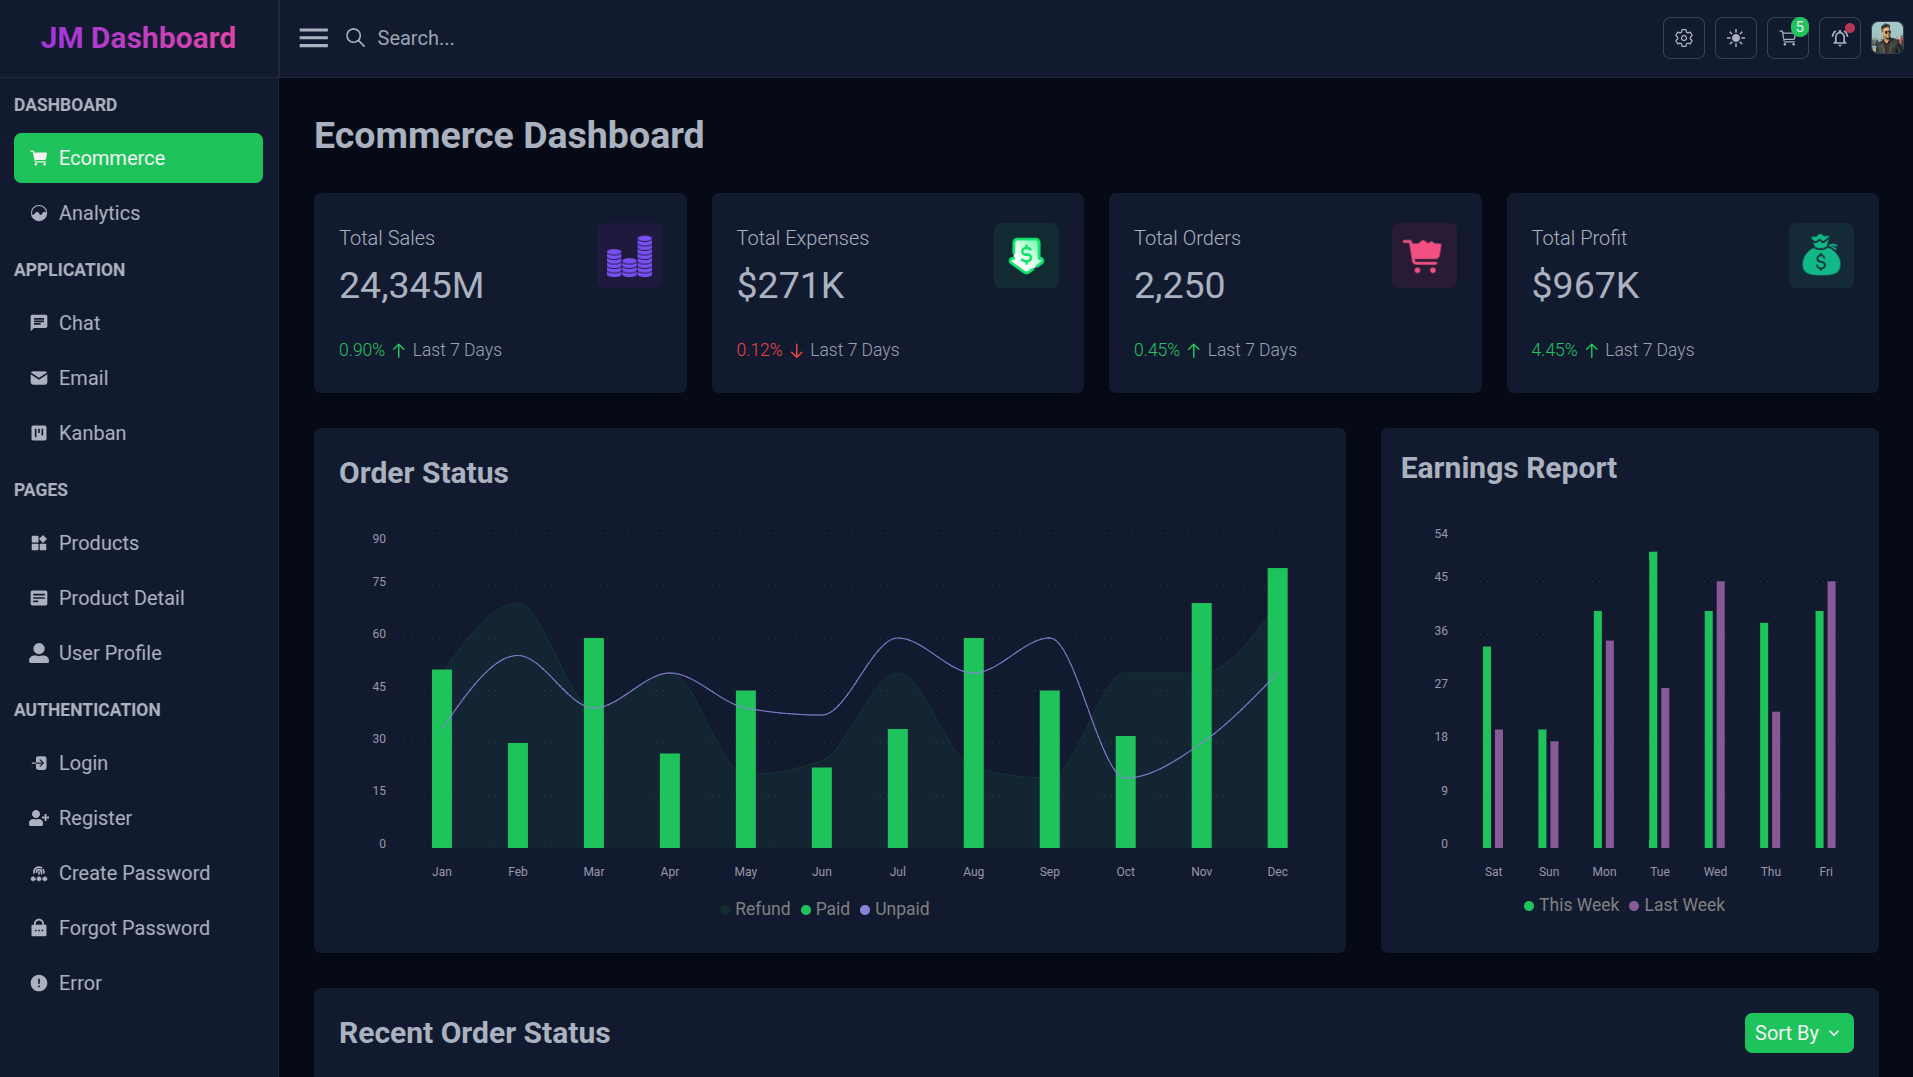 JM Dashboard
Search...
5
DASHBOARD
Ecommerce
Analytics
APPLICATION
Chat
Email
Kanban
PAGES
Products
Product Detail
User Profile
AUTHENTICATION
Login
Register
Create Password
Forgot Password
Error
Ecommerce Dashboard
Total Sales
24,345M
0.90% Last 7 Days
Total Expenses
$271K
0.12% Last 7 Days
Total Orders
2,250
0.45% Last 7 Days
Total Profit
$967K
4.45% Last 7 Days
Order Status
90
75
60
45
30
15
0
Jan Feb Mar Apr May Jun Jul Aug Sep Oct Nov Dec
Refund Paid Unpaid
Earnings Report
54
45
36
27
18
9
0
Sat Sun Mon Tue Wed Thu Fri
This Week Last Week
Recent Order Status
Sort By